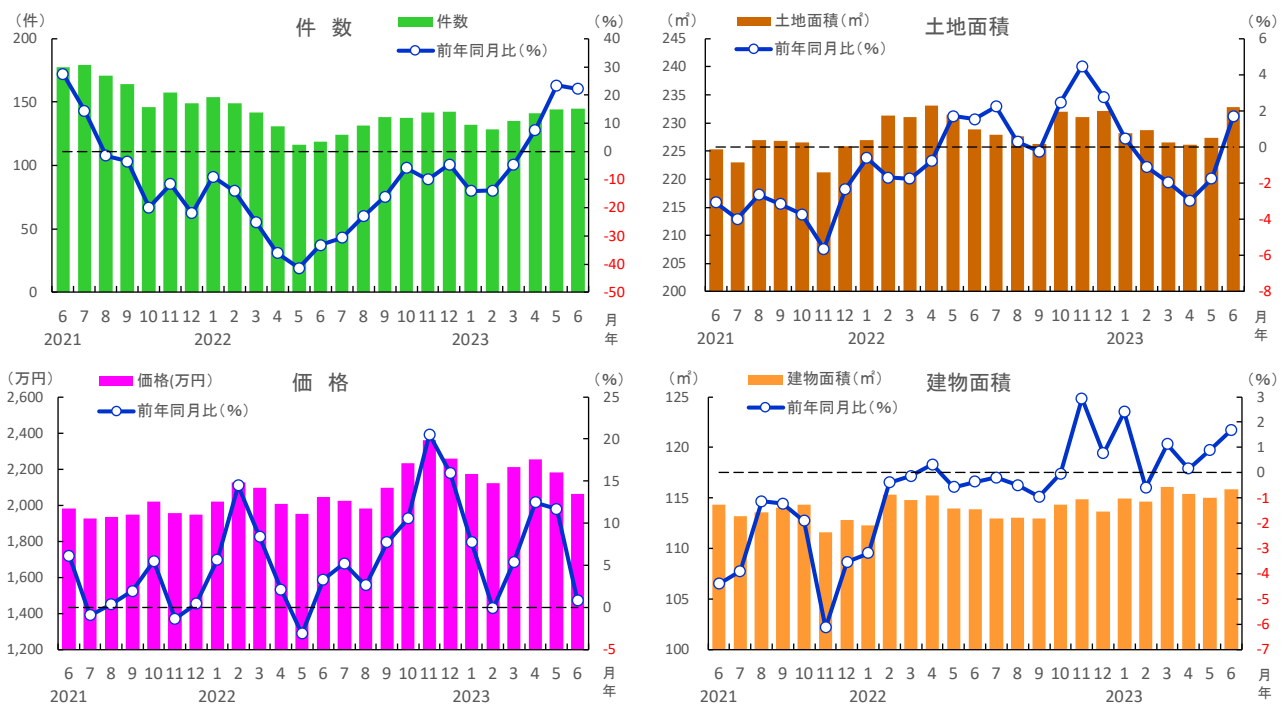 (件) 件 数 (%)
件数
前年同月比(%)
200 150 100 50 0
40 30 20 10 0 -10 -20 -30 -40 -50
6 7 8 9 10 11 12 1 2 3 4 5 6 7 8 9 10 11 12 1 2 3 4 5 6 月
2021 2022 2023 年
(㎡) 土地面積 (%)
土地面積(㎡)
前年同月比(%)
245 240 235 230 225 220 215 210 205 200
6 4 2 0 -2 -4 -6 -8
6 7 8 9 10 11 12 1 2 3 4 5 6 7 8 9 10 11 12 1 2 3 4 5 6 月
2021 2022 2023 年
(万円) 価 格 (%)
価格(万円)
前年同月比(%)
2,600 2,400 2,200 2,000 1,800 1,600 1,400 1,200
25 20 15 10 5 0 -5
6 7 8 9 10 11 12 1 2 3 4 5 6 7 8 9 10 11 12 1 2 3 4 5 6 月
2021 2022 2023 年
(㎡) 建物面積 (%)
建物面積(㎡)
前年同月比(%)
125 120 115 110 105 100
3 2 1 0 -1 -2 -3 -4 -5 -6 -7
6 7 8 9 10 11 12 1 2 3 4 5 6 7 8 9 10 11 12 1 2 3 4 5 6 月
2021 2022 2023 年